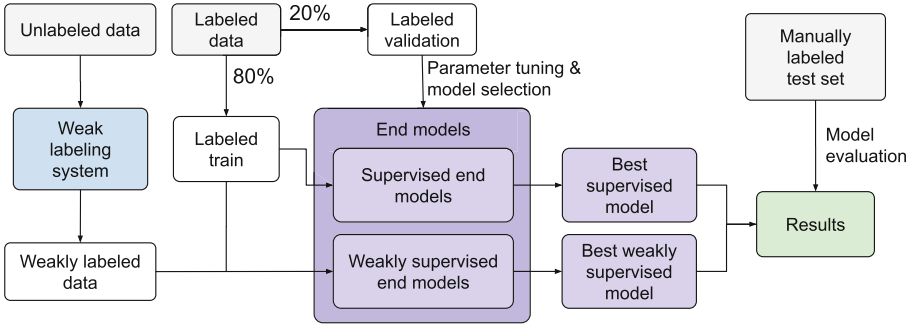 Unlabeled data
Labeled
data
20%
Labeled
validation
80%
Parameter tuning &
model selection
Manually
labeled
test set
Weak
labeling
system
Labeled
train
End models
Supervised end
models
Best
supervised
model
Model
evaluation
Results
Weakly labeled
data
Weakly supervised
end models
Best weakly
supervised
model